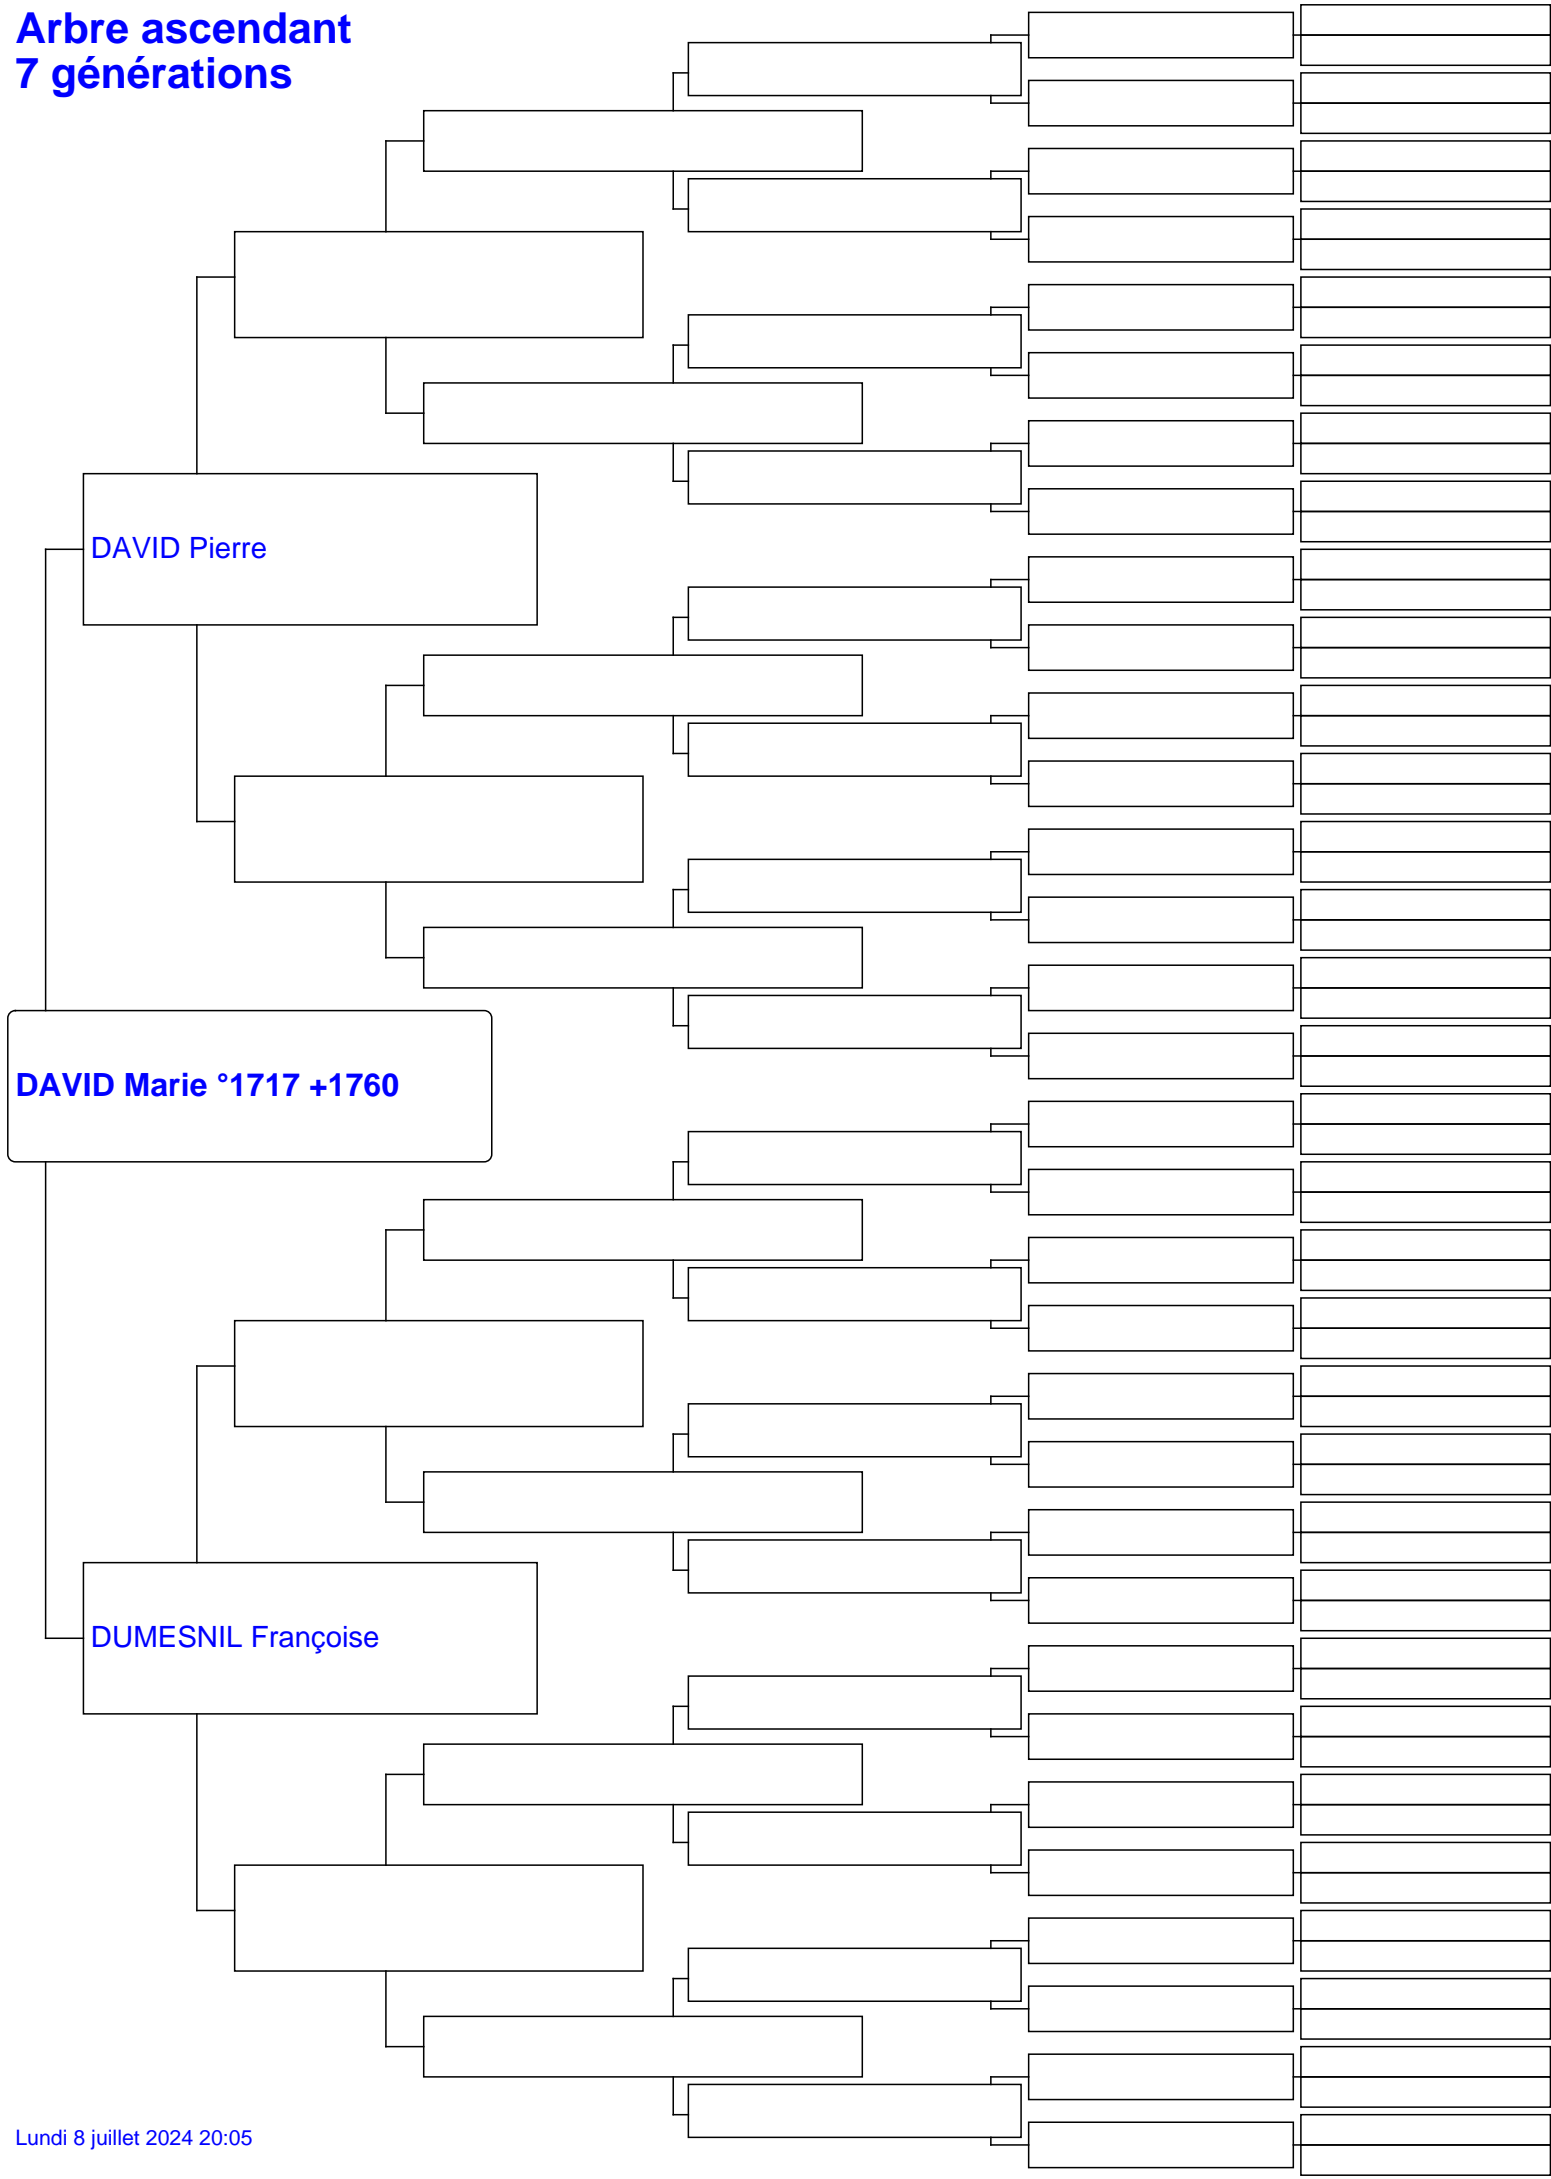 Arbre ascendant
7 générations
DAVID Pierre
DAVID Marie °1717 +1760
DUMESNIL Françoise
Lundi 8 juillet 2024 20:05